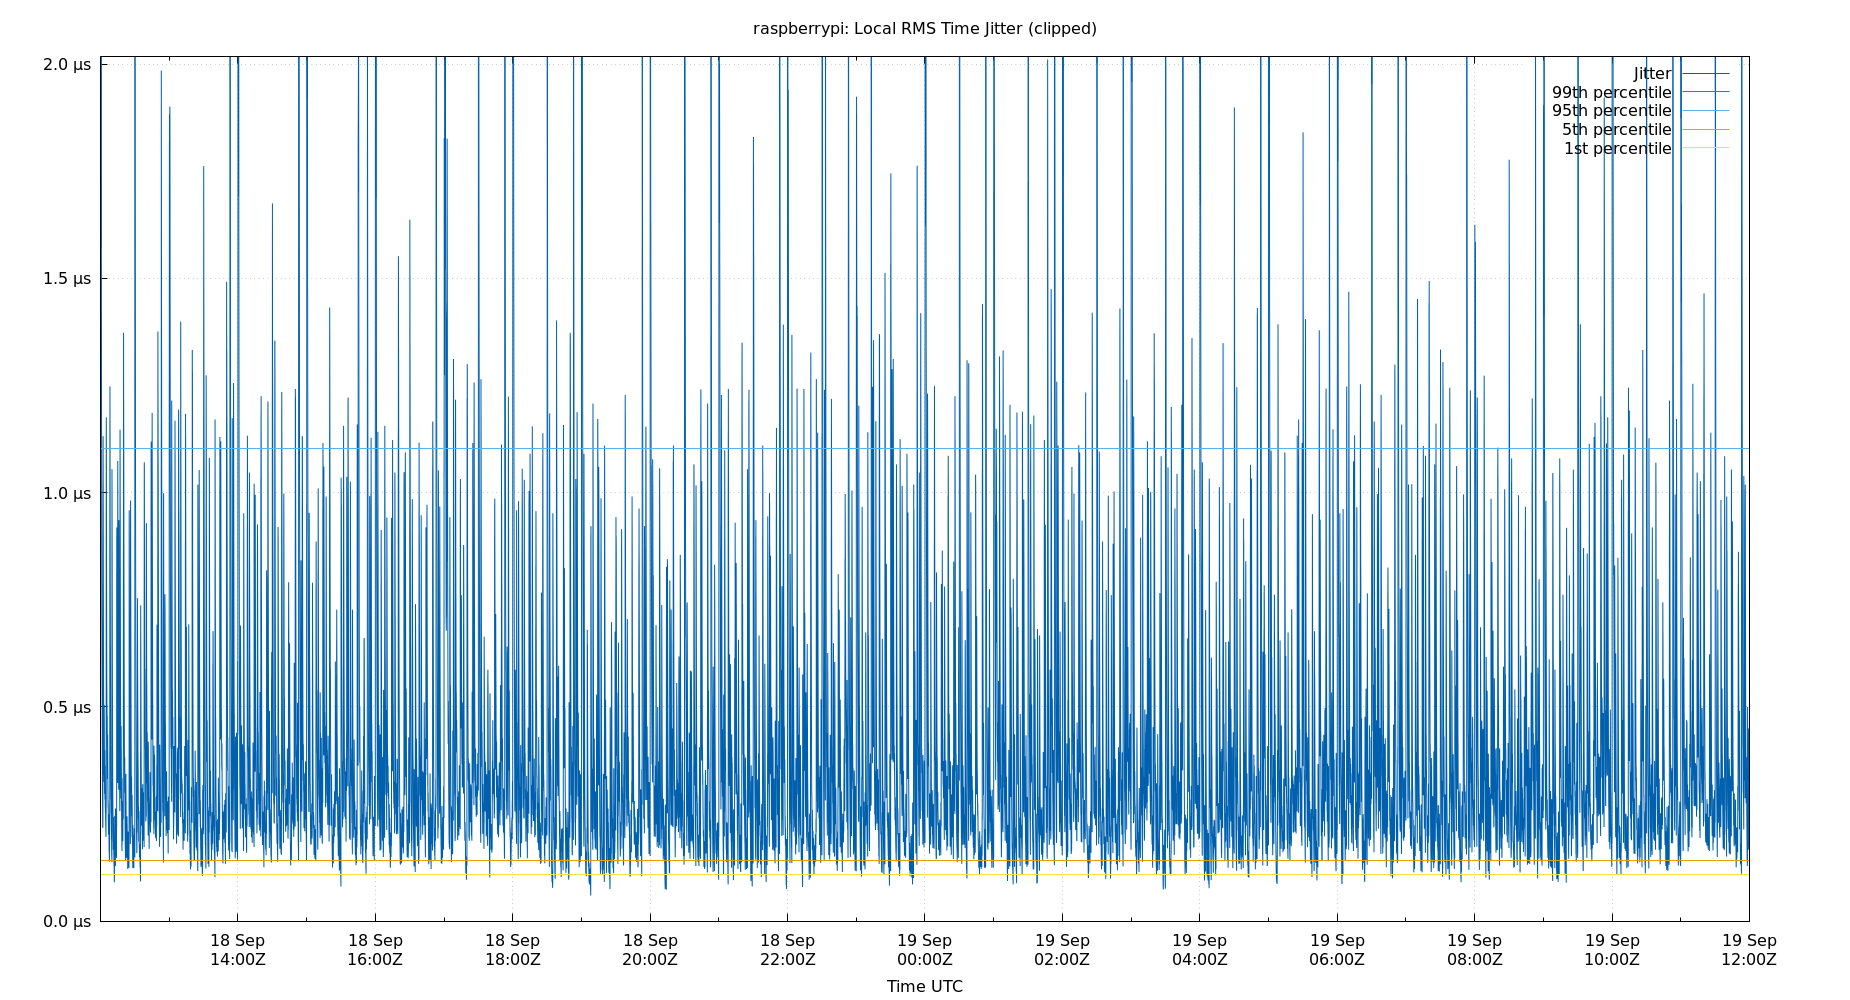 raspberrypi: Local RMS Time Jitter (clipped)
2.0 µs
1.5 µs
1.0 µs
0.5 µs
0.0 µs
Jitter
99th percentile
95th percentile
5th percentile
1st percentile
18 Sep 18 Sep 18 Sep 18 Sep 18 Sep 19 Sep 19 Sep 19 Sep 19 Sep 19 Sep 19 Sep 19 Sep
14:00Z 16:00Z 18:00Z 20:00Z 22:00Z 00:00Z 02:00Z 04:00Z 06:00Z 08:00Z 10:00Z 12:00Z
Time UTC